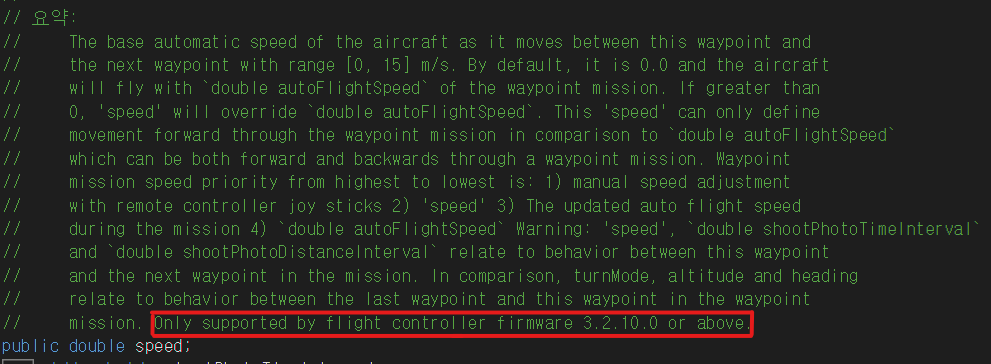 //
// 요약:
//     The base automatic speed of the aircraft as it moves between this waypoint and
//     the next waypoint with range [0, 15] m/s. By default, it is 0.0 and the aircraft
//     will fly with `double autoFlightSpeed` of the waypoint mission. If greater than
//     0, 'speed' will override `double autoFlightSpeed`. This 'speed' can only define
//     movement forward through the waypoint mission in comparison to `double autoFlightSpeed`
//     which can be both forward and backwards through a waypoint mission. Waypoint
//     mission speed priority from highest to lowest is: 1) manual speed adjustment
//     with remote controller joy sticks 2) 'speed' 3) The updated auto flight speed
//     during the mission 4) `double autoFlightSpeed` Warning: 'speed', `double shootPhotoTimeInterval`
//     and `double shootPhotoDistanceInterval` relate to behavior between this waypoint
//     and the next waypoint in the mission. In comparison, turnMode, altitude and heading
//     relate to behavior between the last waypoint and this waypoint in the waypoint
//     mission. Only supported by flight controller firmware 3.2.10.0 or above.
public double speed;